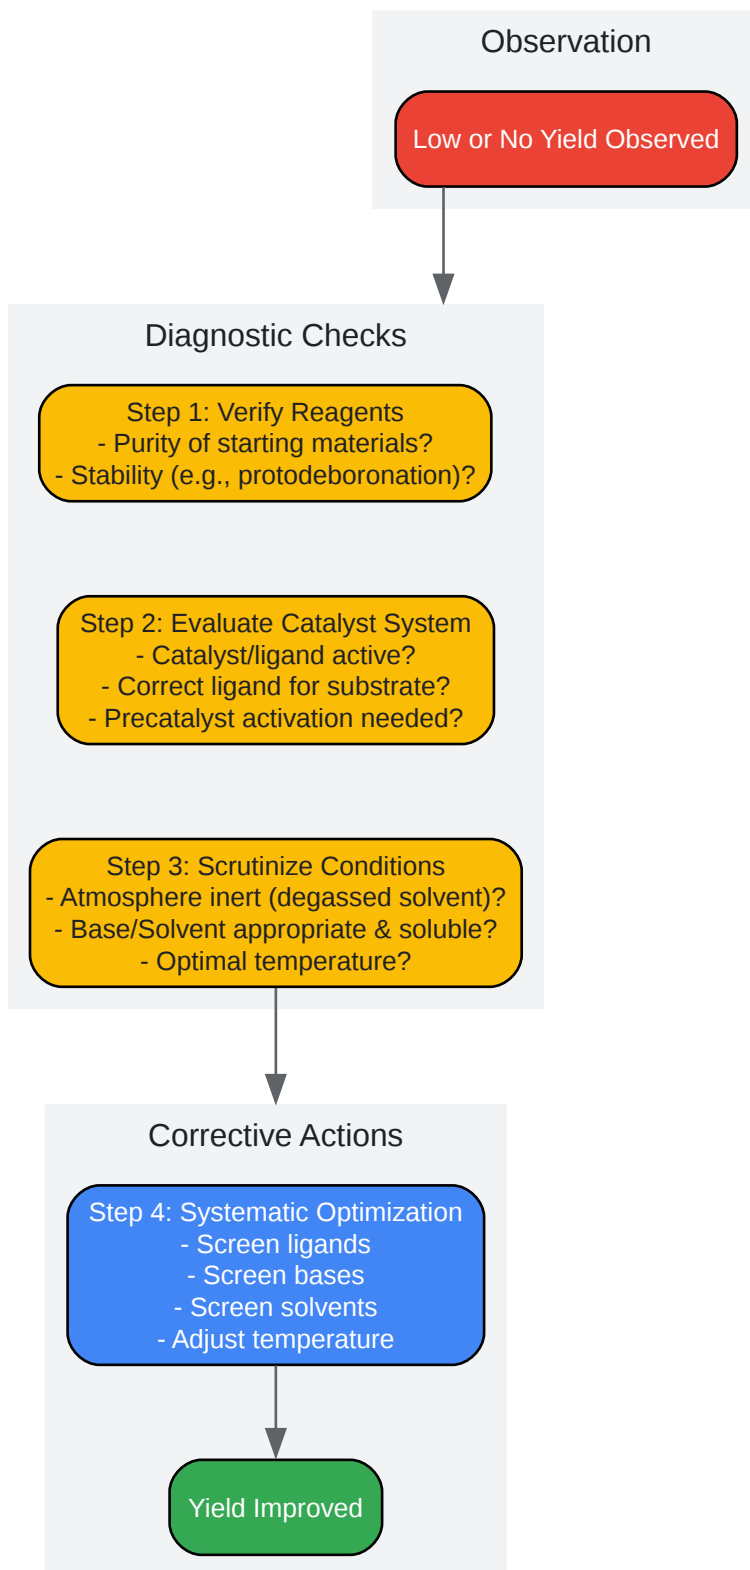 Observation
Low or No Yield Observed
Diagnostic Checks
Step 1: Verify Reagents
- Purity of starting materials?
- Stability (e.g., protodeboronation)?
Step 2: Evaluate Catalyst System
- Catalyst/ligand active?
- Correct ligand for substrate?
- Precatalyst activation needed?
Step 3: Scrutinize Conditions
- Atmosphere inert (degassed solvent)?
- Base/Solvent appropriate & soluble?
- Optimal temperature?
Corrective Actions
Step 4: Systematic Optimization
- Screen ligands
- Screen bases
- Screen solvents
- Adjust temperature
Yield Improved